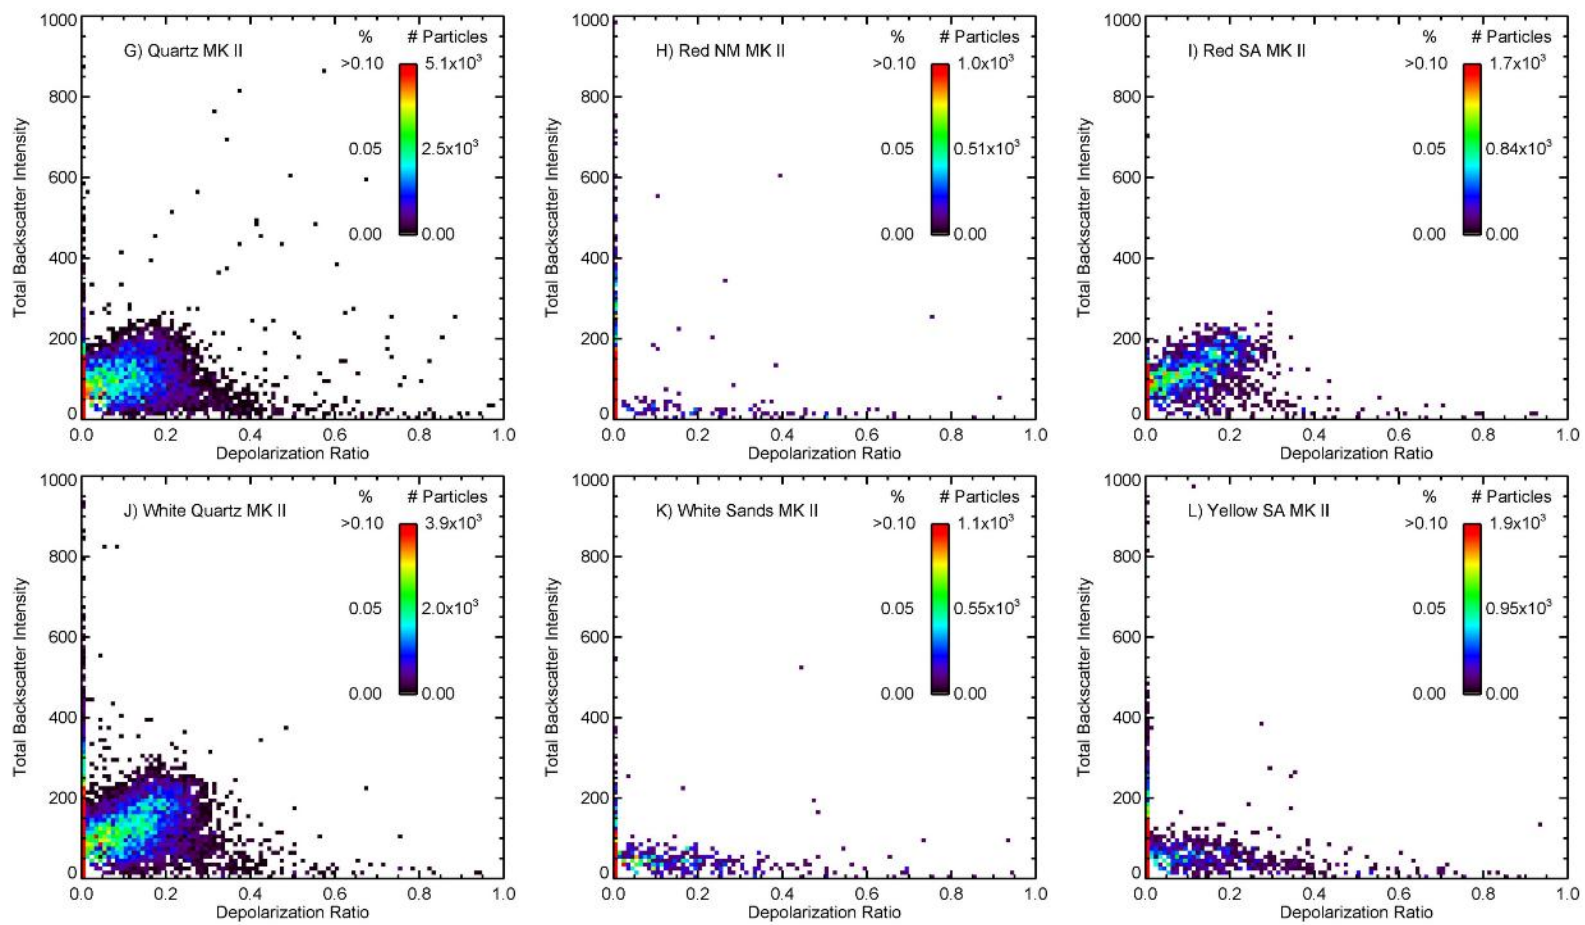 G) Quartz MK II
% # Particles
>0.10 5.1x10³
0.05 2.5x10³
0.00 0.00
1000
800
600
400
200
0
Total Backscatter Intensity
0.0 0.2 0.4 0.6 0.8 1.0
Depolarization Ratio
H) Red NM MK II
% # Particles
>0.10 1.0x10³
0.05 0.51x10³
0.00 0.00
1000
800
600
400
200
0
Total Backscatter Intensity
0.0 0.2 0.4 0.6 0.8 1.0
Depolarization Ratio
I) Red SA MK II
% # Particles
>0.10 1.7x10³
0.05 0.84x10³
0.00 0.00
1000
800
600
400
200
0
Total Backscatter Intensity
0.0 0.2 0.4 0.6 0.8 1.0
Depolarization Ratio
J) White Quartz MK II
% # Particles
>0.10 3.9x10³
0.05 2.0x10³
0.00 0.00
1000
800
600
400
200
0
Total Backscatter Intensity
0.0 0.2 0.4 0.6 0.8 1.0
Depolarization Ratio
K) White Sands MK II
% # Particles
>0.10 1.1x10³
0.05 0.55x10³
0.00 0.00
1000
800
600
400
200
0
Total Backscatter Intensity
0.0 0.2 0.4 0.6 0.8 1.0
Depolarization Ratio
L) Yellow SA MK II
% # Particles
>0.10 1.9x10³
0.05 0.95x10³
0.00 0.00
1000
800
600
400
200
0
Total Backscatter Intensity
0.0 0.2 0.4 0.6 0.8 1.0
Depolarization Ratio